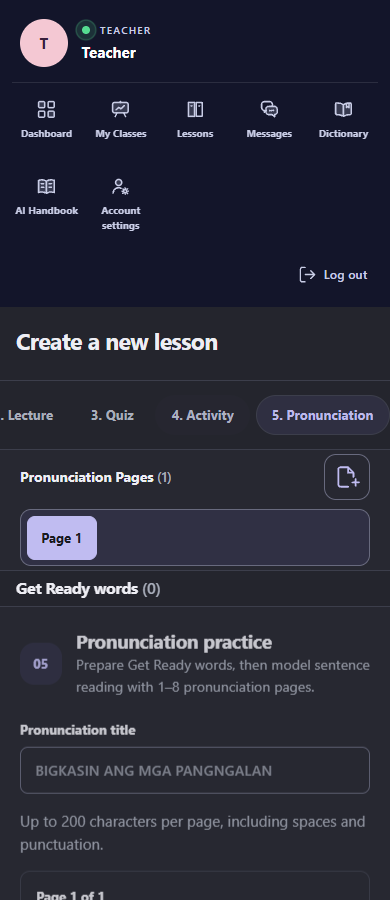 T
TEACHER
Teacher
Dashboard
My Classes
Lessons
Messages
Dictionary
AI Handbook
Account
settings
Log out
Create a new lesson
. Lecture
3. Quiz
4. Activity
5. Pronunciation
Pronunciation Pages (1)
Page 1
Get Ready words (0)
05
Pronunciation practice
Prepare Get Ready words, then model sentence
reading with 1–8 pronunciation pages.
Pronunciation title
BIGKASIN ANG MGA PANGNGALAN
Up to 200 characters per page, including spaces and
punctuation.
Page 1 of 1